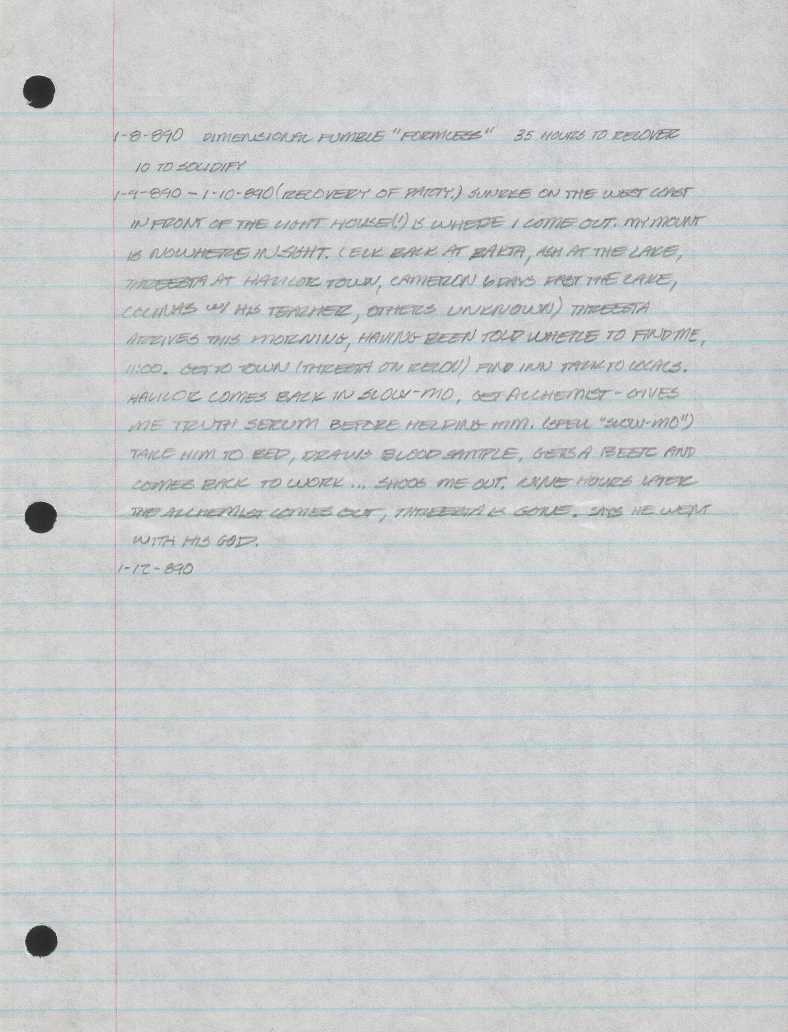 1-8-890 DIMENSIONAL FUMBLE "FORMLESS" 35 HOURS TO RECOVER
10 TO SOLIDIFY
1-9-890 - 1-10-890 (RECOVERY OF PARTY.) SUNRISE ON THE WEST COAST
IN FRONT OF THE LIGHT HOUSE(!) IS WHERE I COME OUT. MY MOUNT
IS NOWHERE IN SIGHT. (ELK BACK AT BAKTA, ASH AT THE LAKE,
THREESTA AT HALILOR TOWN, CAMERON 6 DAYS PAST THE LAKE,
COLINAS W/ HIS TEACHER, OTHERS UNKNOWN) THREESTA
ARRIVES THIS MORNING, HAVING BEEN TOLD WHERE TO FIND ME,
11:00. GET TO TOWN (THREESTA ON RELOV) FIND INN TALK TO LOCALS.
HALILOR COMES BACK IN SLOW-MO, GET ALCHEMIST - GIVES
ME TRUTH SERUM BEFORE HELPING HIM. (SPELL "SLOW-MO")
TAKE HIM TO BED, DRAWS BLOOD SAMPLE, GETS A BEER AND
COMES BACK TO WORK... SHOOS ME OUT. NINE HOURS LATER
THE ALCHEMIST COMES OUT, THREESTA IS GONE. SAYS HE WENT
WITH HIS GOD.
1-12-890